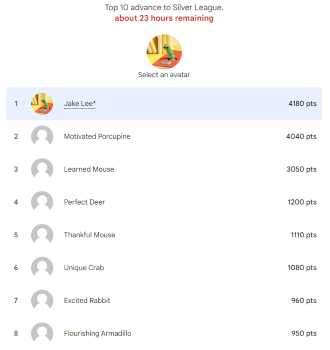 Top 10 advance to Silver League.
about 23 hours remaining
Select an avatar
1 Jake Lee* 4180 pts
2 Motivated Porcupine 4040 pts
3 Learned Mouse 3050 pts
4 Perfect Deer 1200 pts
5 Thankful Mouse 1110 pts
6 Unique Crab 1080 pts
7 Excited Rabbit 960 pts
8 Flourishing Armadillo 950 pts